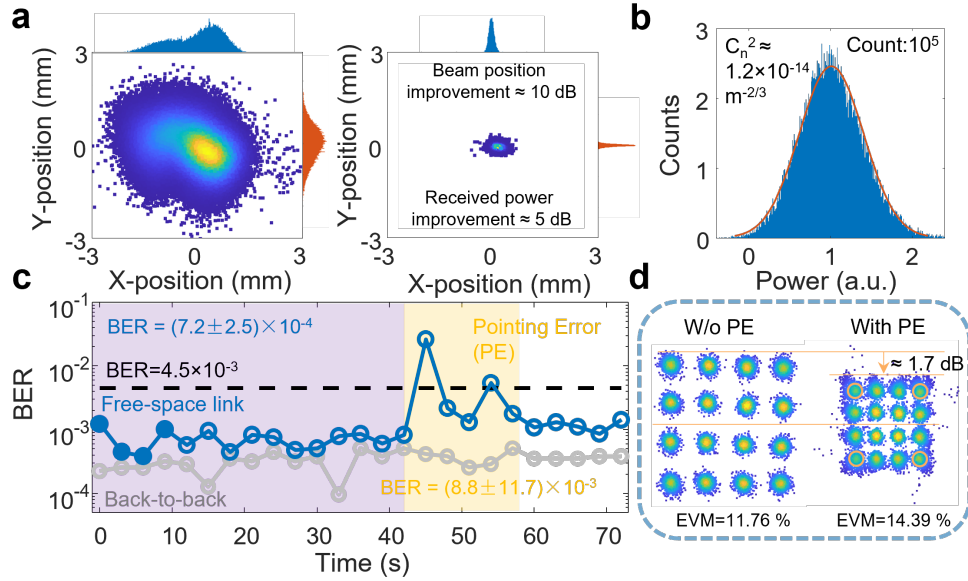 a
Y-position (mm)
3
0
-3
-3
0
3
X-position (mm)
Y-position (mm)
3
0
-3
-3
0
3
X-position (mm)
Beam position
improvement ≈ 10 dB
Received power
improvement ≈ 5 dB
b
Counts
3
2
1
0
0
1
2
Power (a.u.)
Cn² ≈
1.2×10⁻¹⁴
m⁻²/³
Count:10⁵
c
BER
10⁻¹
10⁻²
10⁻³
10⁻⁴
BER = (7.2±2.5)×10⁻⁴
Pointing Error
(PE)
BER=4.5×10⁻³
Free-space link
Back-to-back
BER = (8.8±11.7)×10⁻³
0
10
20
30
40
50
60
70
Time (s)
d
W/o PE
With PE
≈ 1.7 dB
EVM=11.76 %
EVM=14.39 %